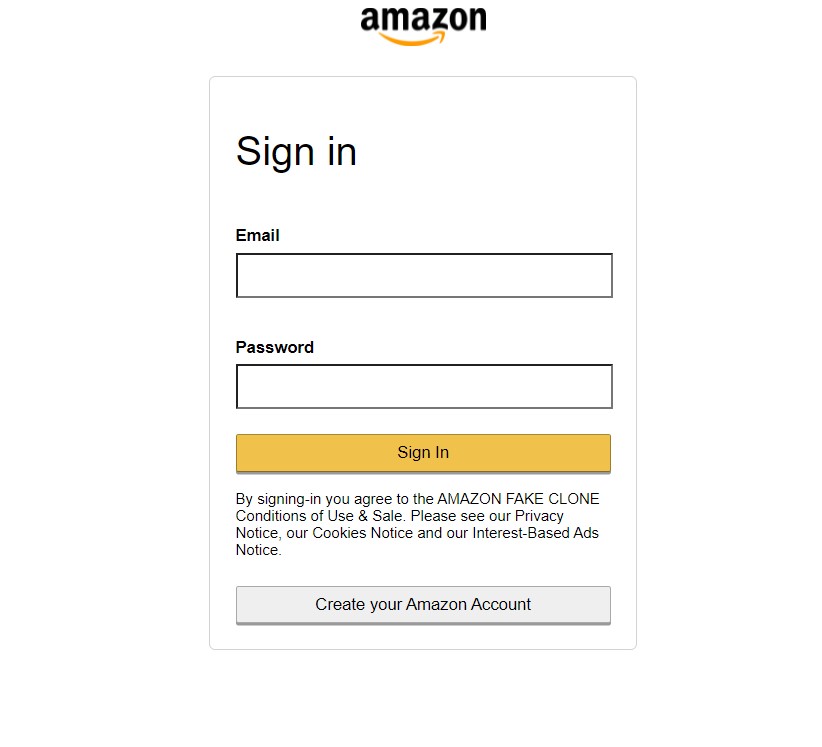 amazon
Sign in
Email
Password
Sign In
By signing-in you agree to the AMAZON FAKE CLONE
Conditions of Use & Sale. Please see our Privacy
Notice, our Cookies Notice and our Interest-Based Ads
Notice.
Create your Amazon Account